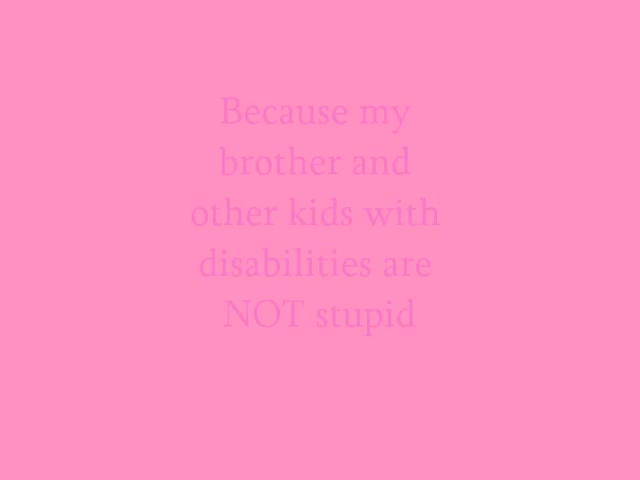 Because my
brother and
other kids with
disabilities are
NOT stupid